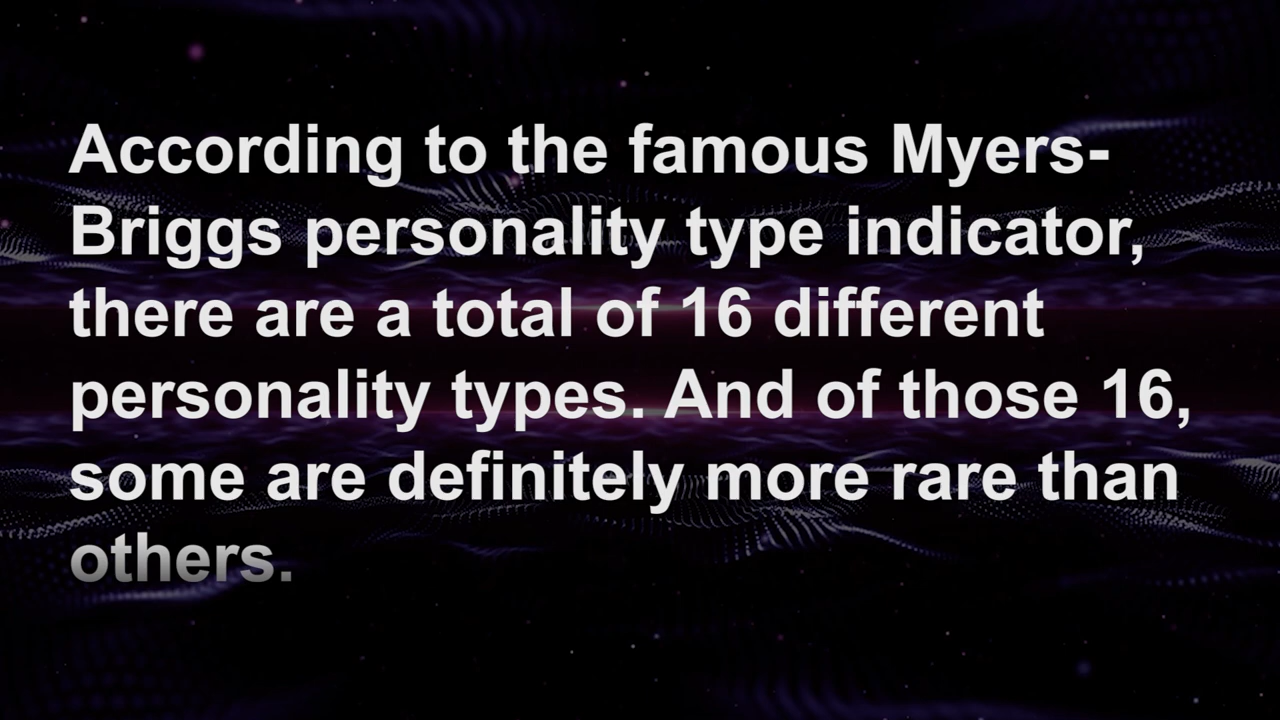 According to the famous Myers-
Briggs personality type indicator,
there are a total of 16 different
personality types. And of those 16,
some are definitely more rare than
others.